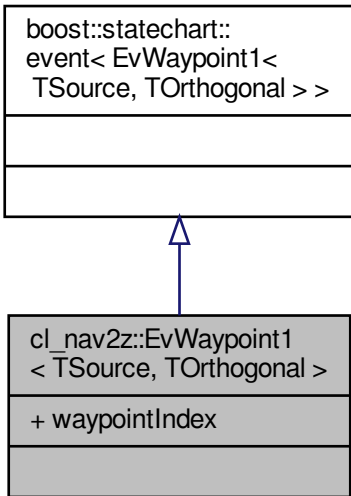 boost::statechart::
event< EvWaypoint1<
TSource, TOrthogonal > >
cl_nav2z::EvWaypoint1
< TSource, TOrthogonal >
+ waypointIndex